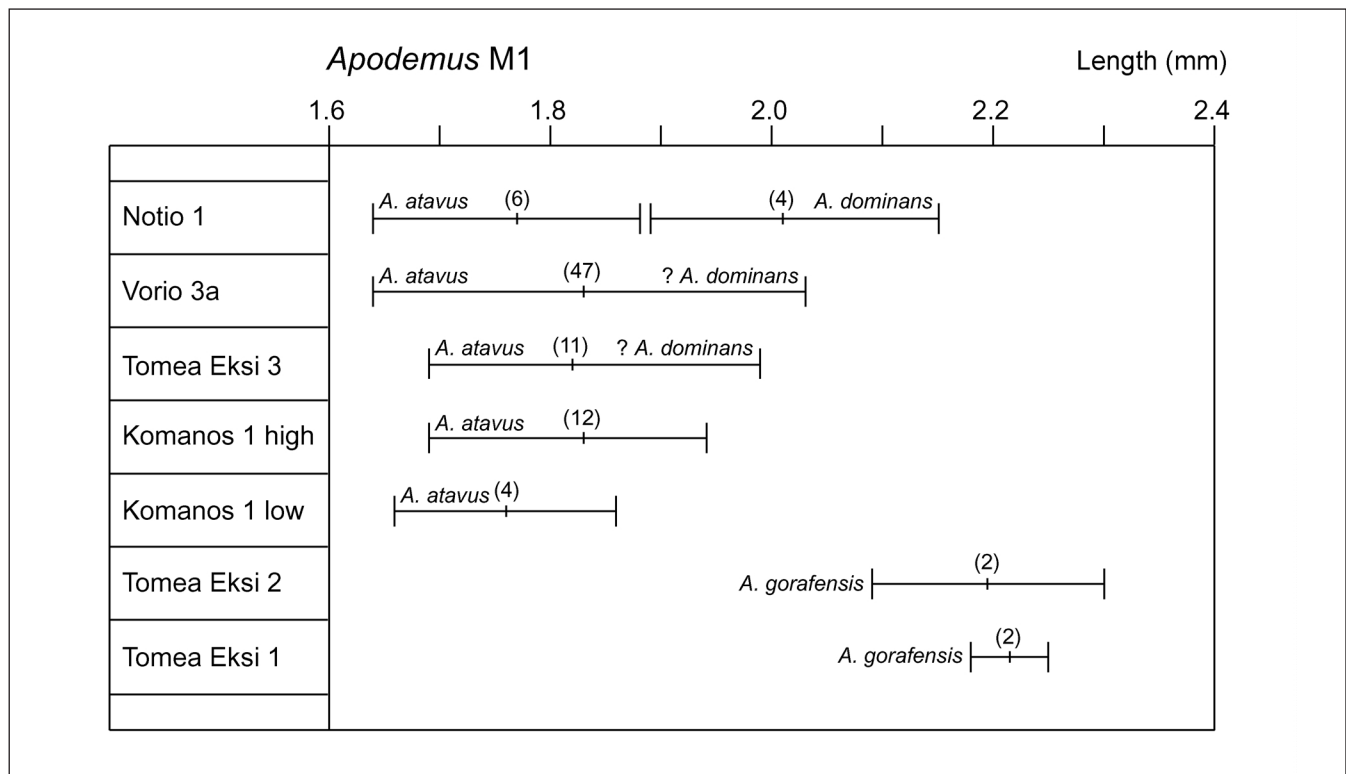 Apodemus M1 Length (mm)
1.6 1.8 2.0 2.2 2.4
Notio 1 A. atavus (6) (4) A. dominans
Vorio 3a A. atavus (47) ? A. dominans
Tomea Eksi 3 A. atavus (11) ? A. dominans
Komanos 1 high A. atavus (12)
Komanos 1 low A. atavus (4)
Tomea Eksi 2 A. gorafensis (2)
Tomea Eksi 1 A. gorafensis (2)